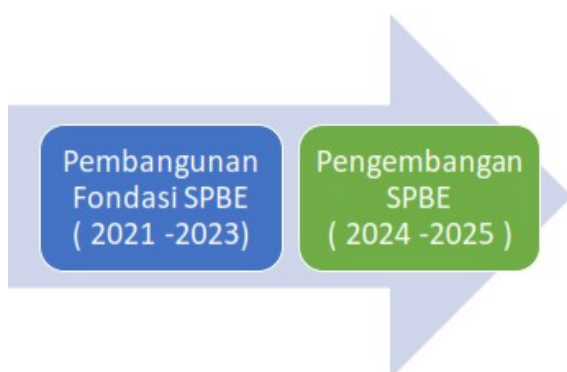 Pembangunan
Fondasi SPBE
( 2021 -2023)
Pengembangan
SPBE
( 2024 -2025 )